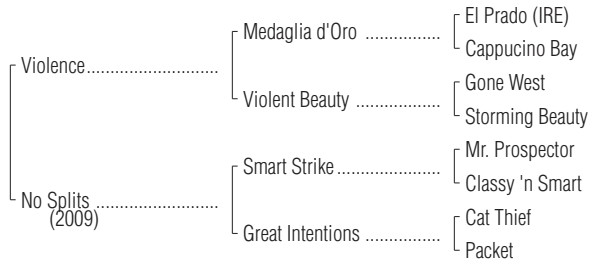 El Prado (IRE)
Medaglia d'Oro ..................
Cappucino Bay
Violence...........................
Gone West
Violent Beauty ....................
Storming Beauty
Mr. Prospector
Smart Strike........................
Classy 'n Smart
No Splits .........................
(2009)
Cat Thief
Great Intentions .................
Packet